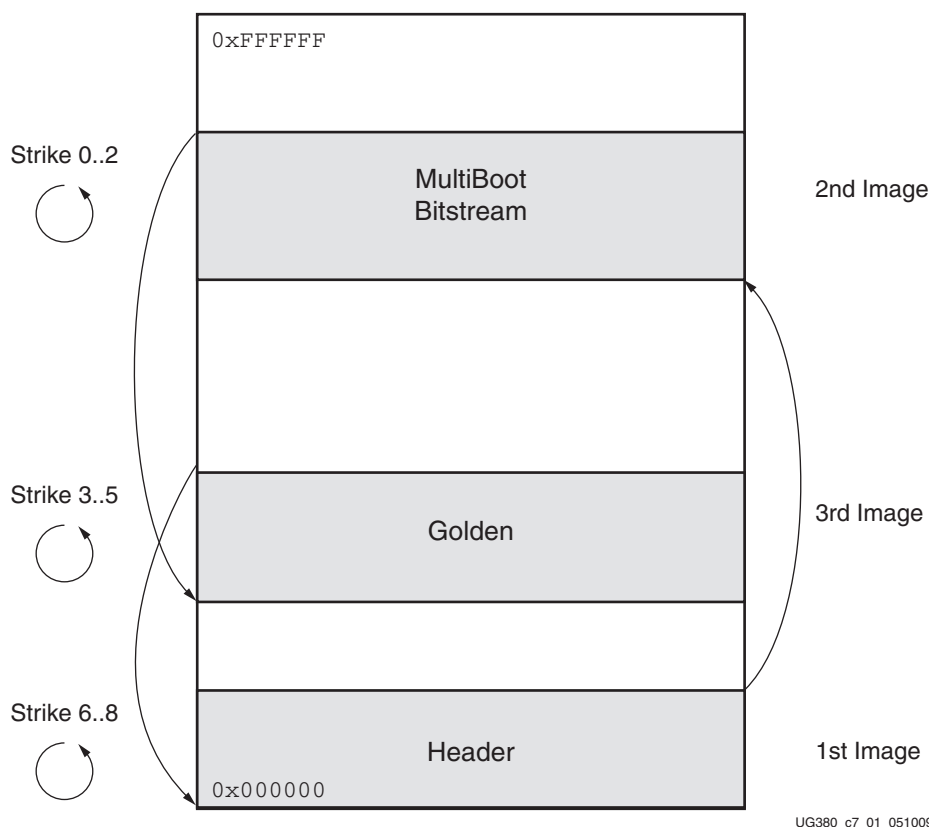 0xFFFFFF
Strike 0..2
MultiBoot
Bitstream
2nd Image
Strike 3..5
Golden
3rd Image
Strike 6..8
Header
1st Image
0x000000
UG380_c7_01_051009